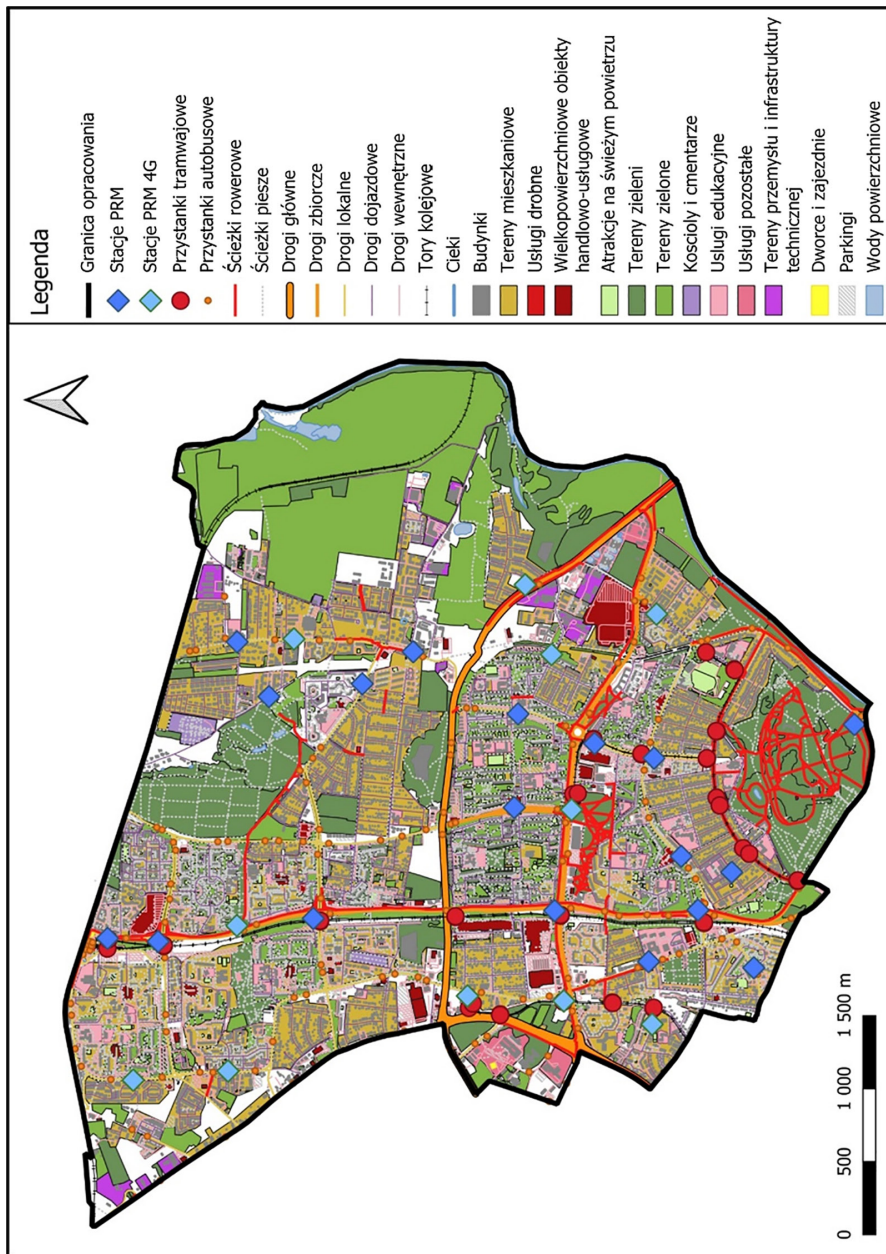 Legenda
Granica opracowania
Stacje PRM
Stacje PRM 4G
Przystanki tramwajowe
Przystanki autobusowe
Ścieżki rowerowe
Ścieżki piesze
Drogi główne
Drogi zbiorcze
Drogi lokalne
Drogi dojazdowe
Drogi wewnętrzne
Tory kolejowę
Cieki
Budynki
Tereny mieszkaniowe
Usługi drobne
Wielkopowierzchniowe obiekty
handlowo-usługowe
Atrakcje na świeżym powietrzu
Tereny zieleni
Tereny zielone
Koscioly i cmentarze
Usługi edukacyjne
Usługi pozostałe
Tereny przemysłu i infrastruktury
technicznej
Dworce i zajezdnie
Parkingi
Wody powierzchniowe
0 500 1 000 1 500 m